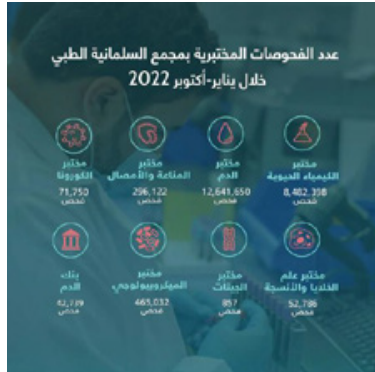 عدد الفحوصات المختبرية بمجمع السلمانية الطبي
خلال يناير-أكتوبر 2022
مختبر
الكيمياء الحيوية
8,482,398
فحص
مختبر
الدم
12,641,650
فحص
مختبر
المناعة والأمصال
296,122
فحص
مختبر
الكورونا
71,750
فحص
مختبر علم
الخلايا والأنسجة
52,786
فحص
مختبر
الجينات
857
فحص
مختبر
الميكروبيولوجي
465,032
فحص
بنك
الدم
فحص